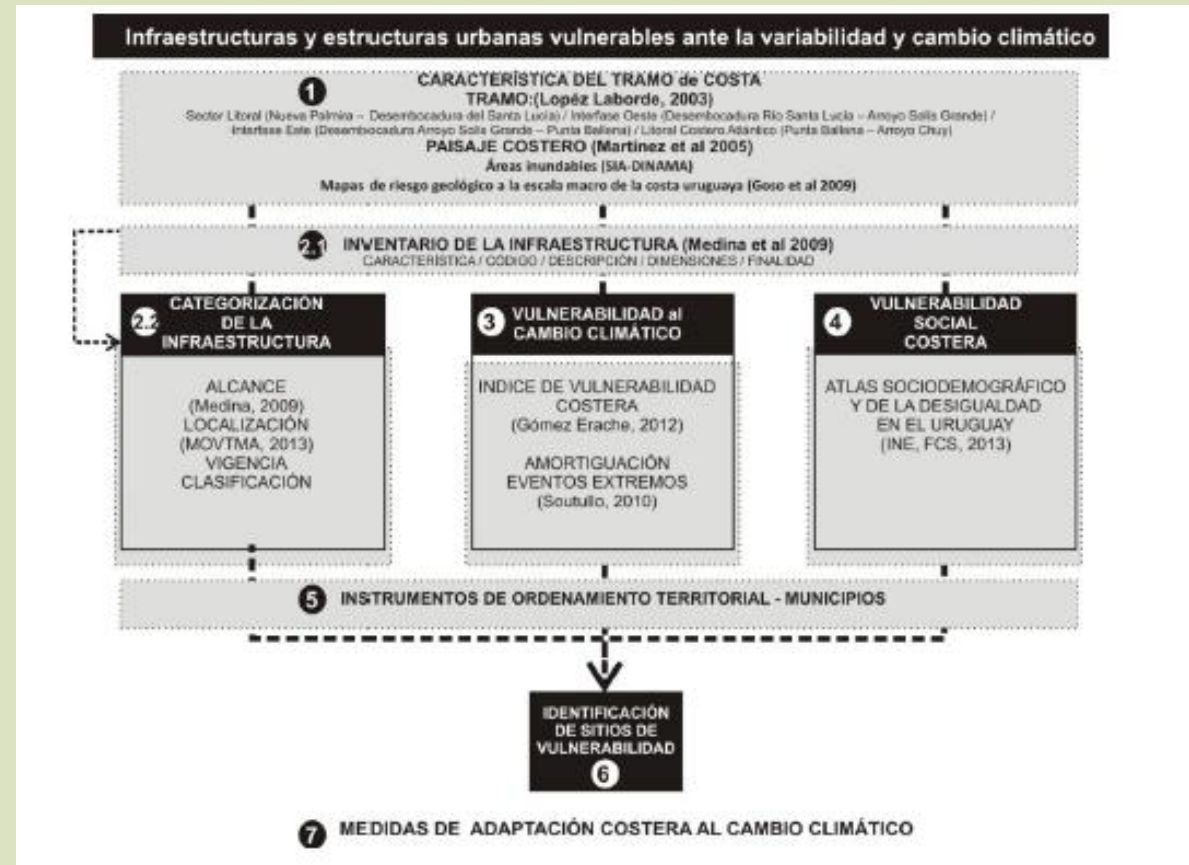 Infraestructuras y estructuras urbanas vulnerables ante la variabilidad y cambio climático
1
CARACTERÍSTICA DEL TRAMO de COSTA
TRAMO:(Lopéz Laborde, 2003)
Sector Litoral (Nueva Palmira – Desembocadura del Santa Lucía) / Interfase Oeste (Desembocadura Río Santa Lucía – Arroyo Solís Grande) /
Interfase Este (Desembocadura Arroyo Solís Grande – Punta Ballena) / Litoral Costero Atlántico (Punta Ballena – Arroyo Chuy)
PAISAJE COSTERO (Martínez et al 2005)
Áreas inundables (SIA-DINAMA)
Mapas de riesgo geológico a la escala macro de la costa uruguaya (Goso et al 2009)
2.1 INVENTARIO DE LA INFRAESTRUCTURA (Medina et al 2009)
CARACTERÍSTICA / CÓDIGO / DESCRIPCIÓN / DIMENSIONES / FINALIDAD
2.2
CATEGORIZACIÓN
DE LA
INFRAESTRUCTURA
ALCANCE
(Medina, 2009)
LOCALIZACIÓN
(MOVTMA, 2013)
VIGENCIA
CLASIFICACIÓN
3
VULNERABILIDAD al
CAMBIO CLIMÁTICO
INDICE DE VULNERABILIDAD
COSTERA
(Gómez Erache, 2012)
AMORTIGUACIÓN
EVENTOS EXTREMOS
(Soutullo, 2010)
4
VULNERABILIDAD
SOCIAL
COSTERA
ATLAS SOCIODEMOGRÁFICO
Y DE LA DESIGUALDAD
EN EL URUGUAY
(INE, FCS, 2013)
5 INSTRUMENTOS DE ORDENAMIENTO TERRITORIAL - MUNICIPIOS
IDENTIFICACIÓN
DE SITIOS DE
VULNERABILIDAD
6
7 MEDIDAS DE ADAPTACIÓN COSTERA AL CAMBIO CLIMÁTICO